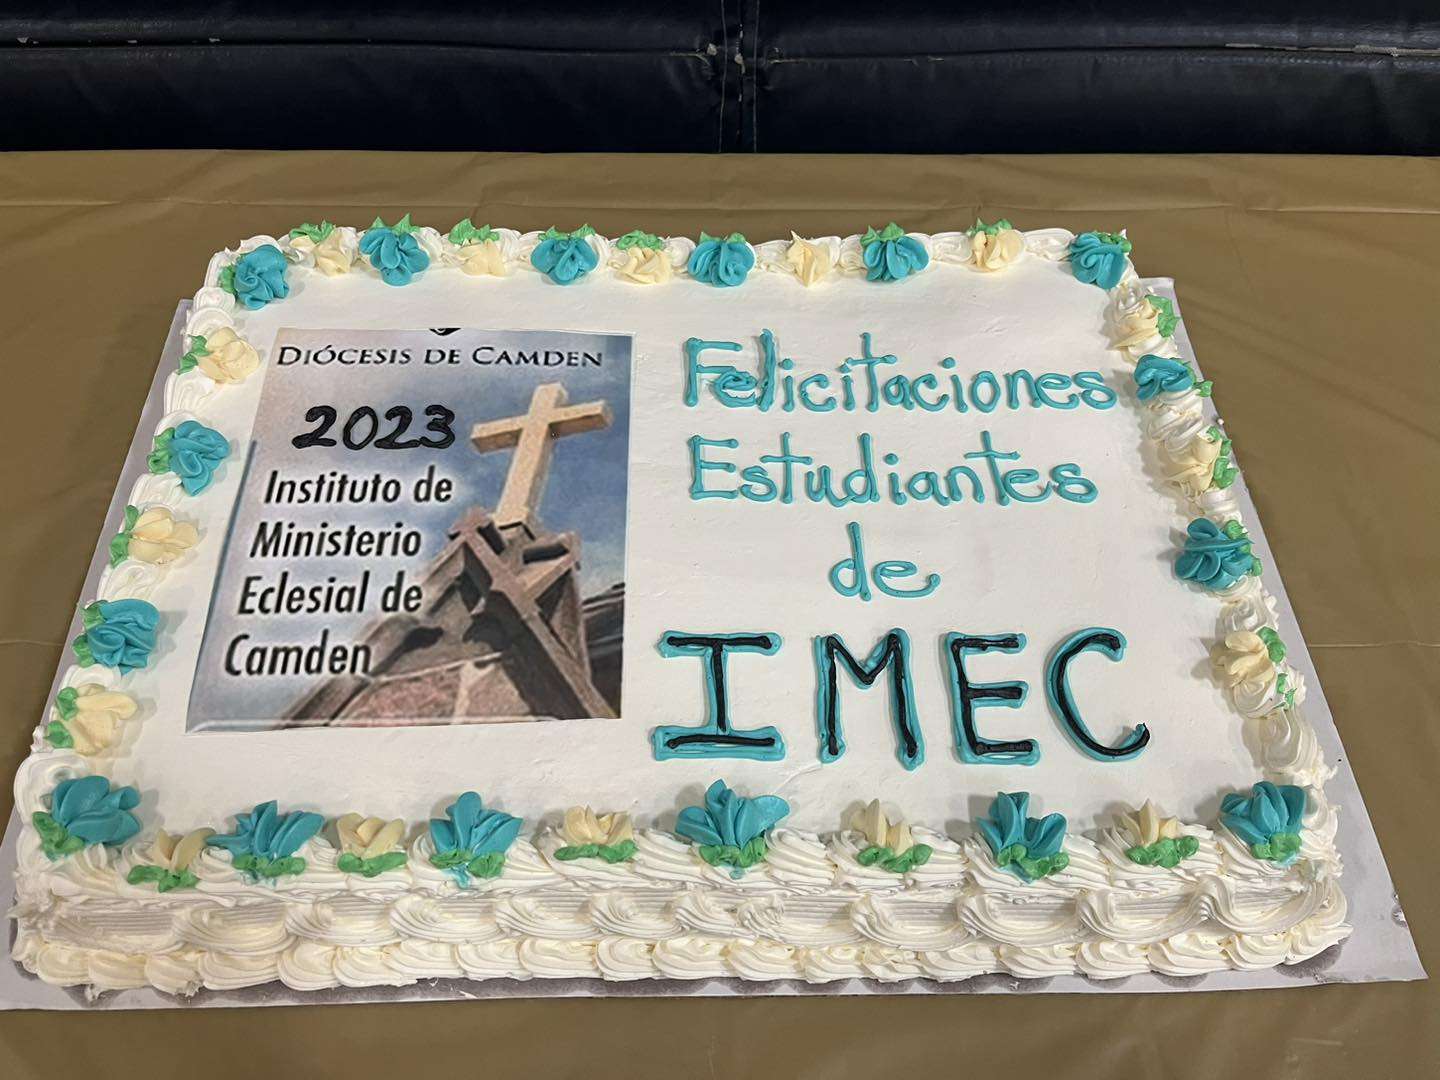 DIÓCESIS DE CAMDEN
2023
Instituto de
Ministerio
Eclesial de
Camden
Felicitaciones
Estudiantes
de
IMEC